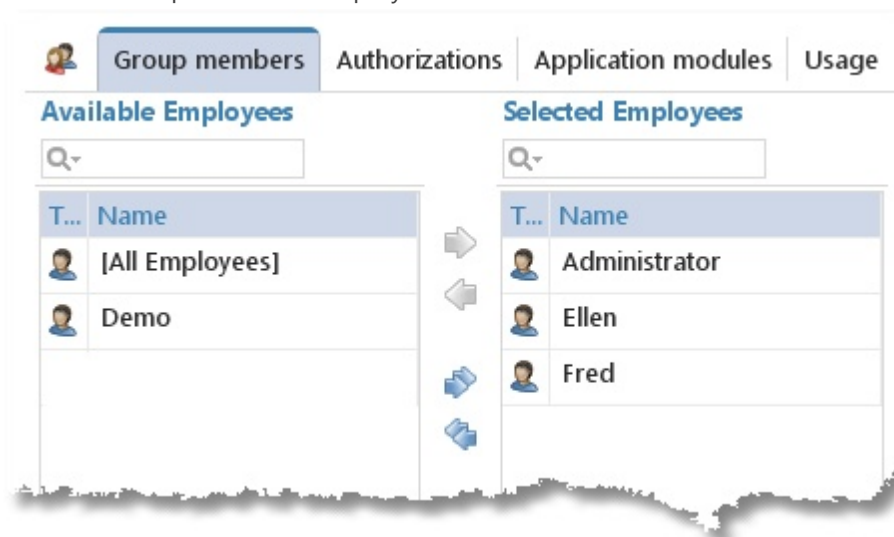 Group members Authorizations Application modules Usage
Available Employees Selected Employees
T... Name T... Name
[All Employees] Administrator
Demo Ellen
Fred